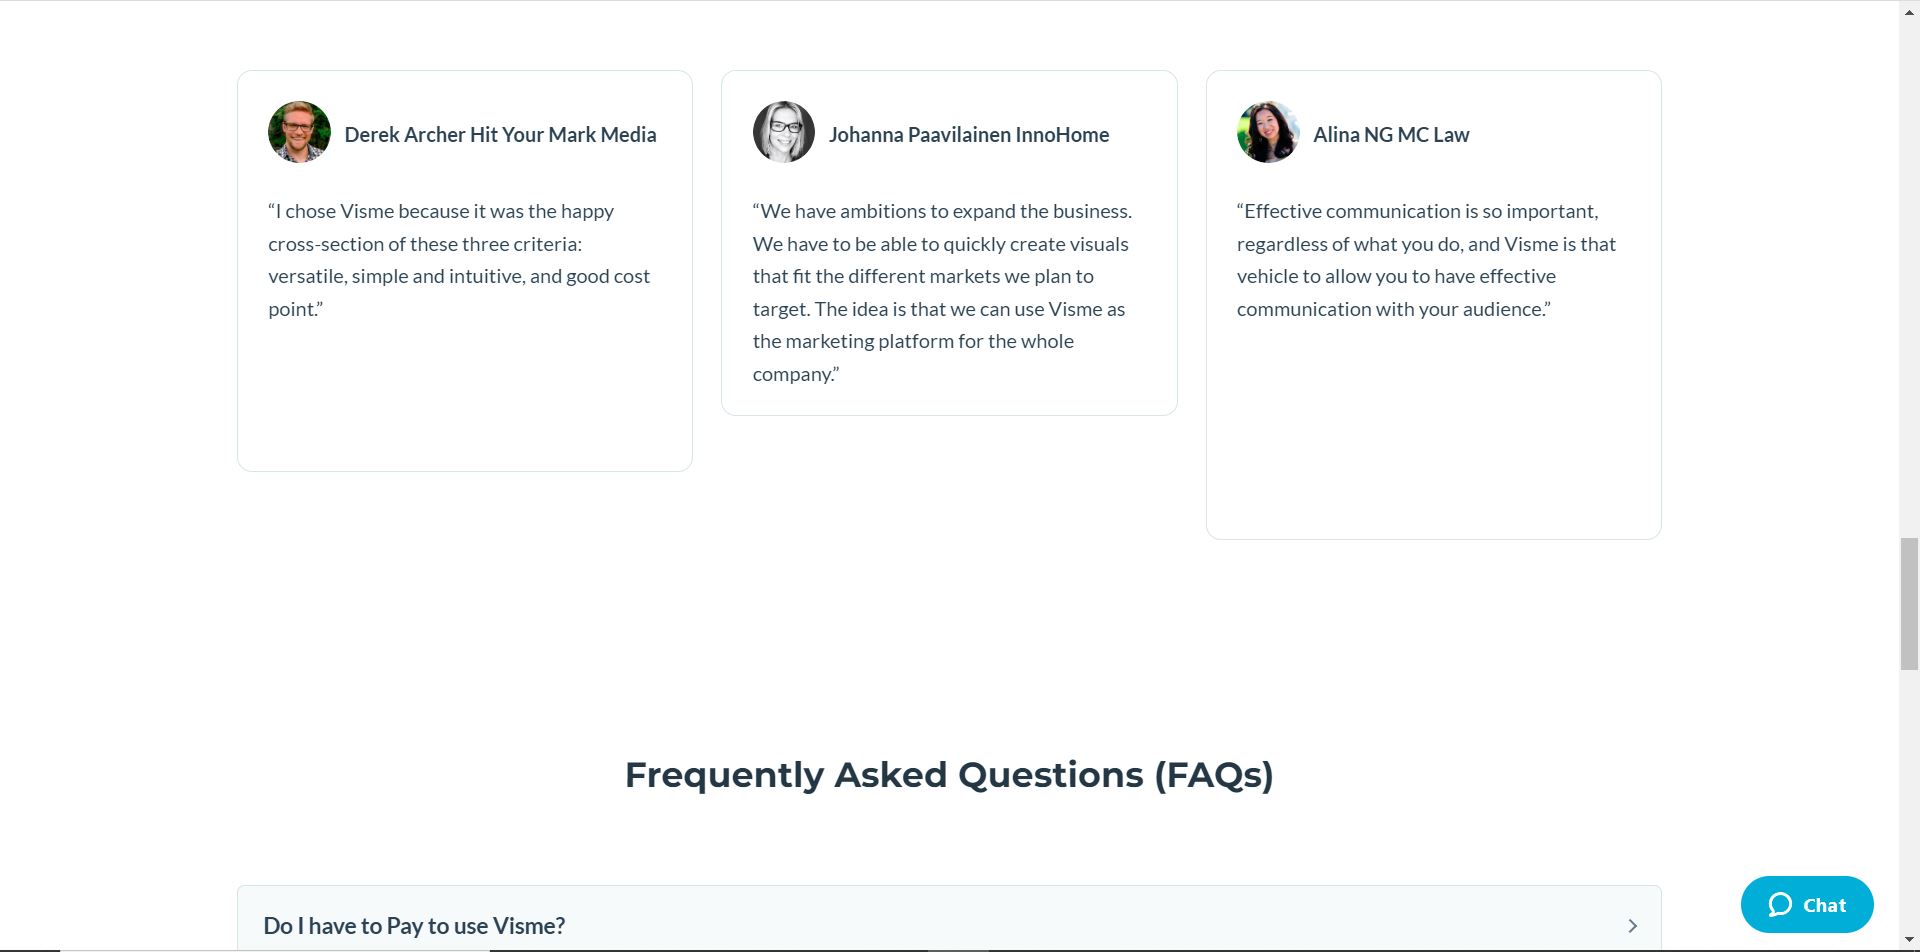 Derek Archer Hit Your Mark Media
“I chose Visme because it was the happy
cross-section of these three criteria:
versatile, simple and intuitive, and good cost
point.”
Johanna Paavilainen InnoHome
“We have ambitions to expand the business.
We have to be able to quickly create visuals
that fit the different markets we plan to
target. The idea is that we can use Visme as
the marketing platform for the whole
company.”
Alina NG MC Law
“Effective communication is so important,
regardless of what you do, and Visme is that
vehicle to allow you to have effective
communication with your audience.”
Frequently Asked Questions (FAQs)
Do I have to Pay to use Visme?
Chat